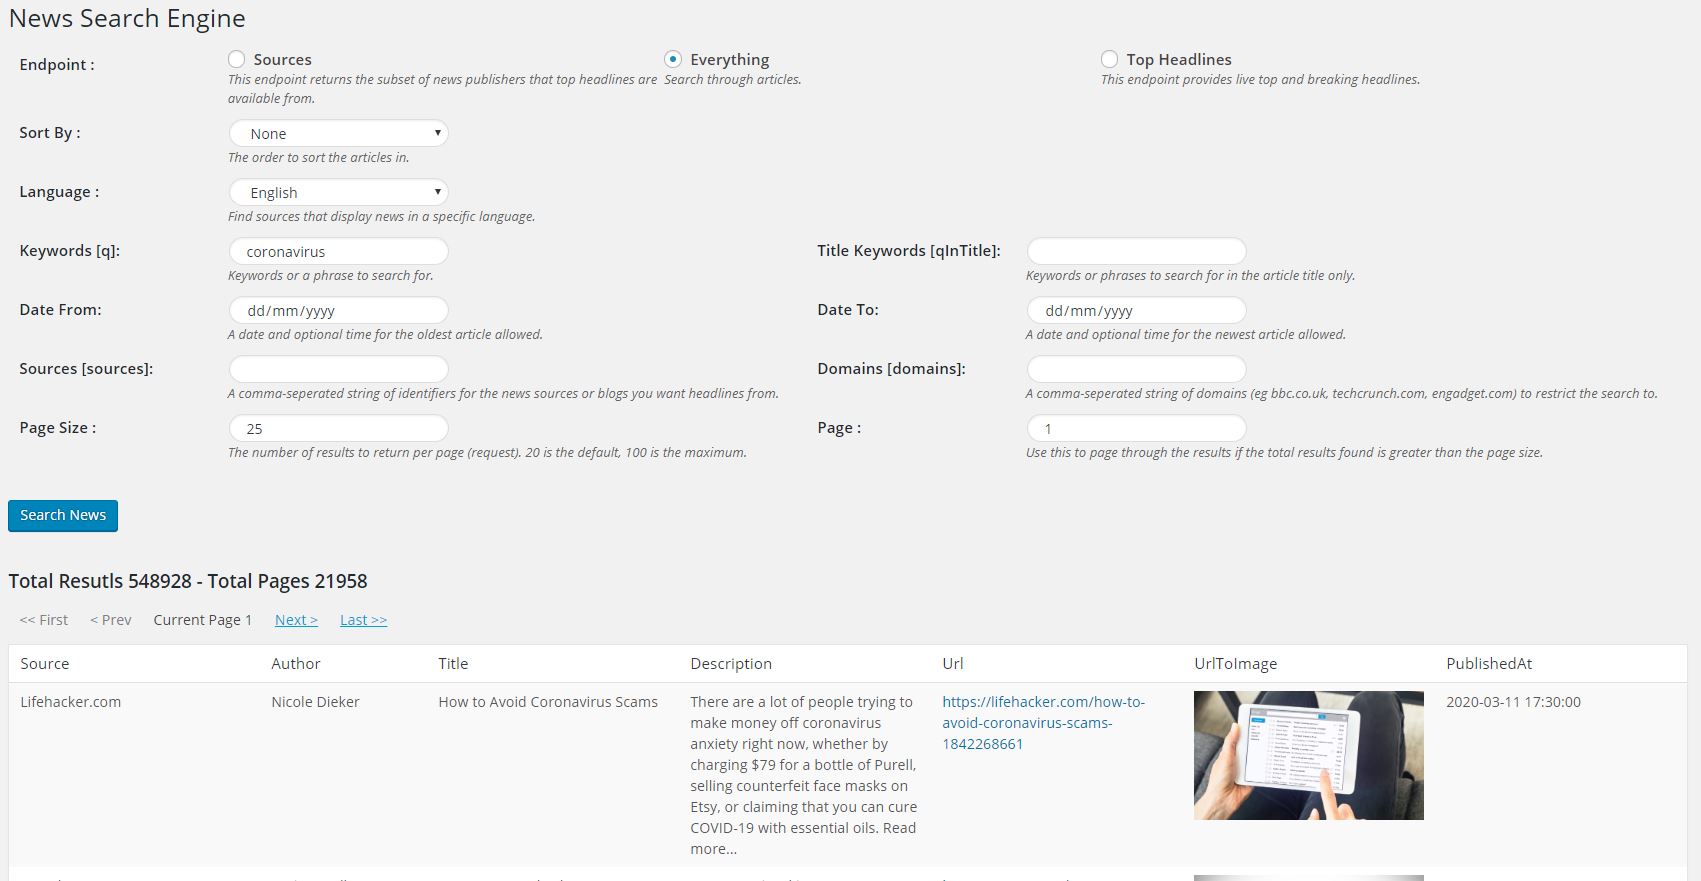 News Search Engine
Endpoint :
Sources
This endpoint returns the subset of news publishers that top headlines are
available from.
Everything
Search through articles.
Top Headlines
This endpoint provides live top and breaking headlines.
Sort By :
None
The order to sort the articles in.
Language :
English
Find sources that display news in a specific language.
Keywords [q]:
coronavirus
Keywords or a phrase to search for.
Title Keywords [qInTitle]:
Keywords or phrases to search for in the article title only.
Date From:
dd/mm/yyyy
A date and optional time for the oldest article allowed.
Date To:
dd/mm/yyyy
A date and optional time for the newest article allowed.
Sources [sources]:
A comma-seperated string of identifiers for the news sources or blogs you want headlines from.
Domains [domains]:
A comma-seperated string of domains (eg bbc.co.uk, techcrunch.com, engadget.com) to restrict the search to.
Page Size :
25
The number of results to return per page (request). 20 is the default, 100 is the maximum.
Page :
1
Use this to page through the results if the total results found is greater than the page size.
Search News
Total Resutls 548928 - Total Pages 21958
<< First < Prev Current Page 1 Next > Last >>
Source Author Title Description Url UrlToImage PublishedAt
Lifehacker.com
Nicole Dieker
How to Avoid Coronavirus Scams
There are a lot of people trying to
make money off coronavirus
anxiety right now, whether by
charging $79 for a bottle of Purell,
selling counterfeit face masks on
Etsy, or claiming that you can cure
COVID-19 with essential oils. Read
more...
https://lifehacker.com/how-to-
avoid-coronavirus-scams-
1842268661
2020-03-11 17:30:00